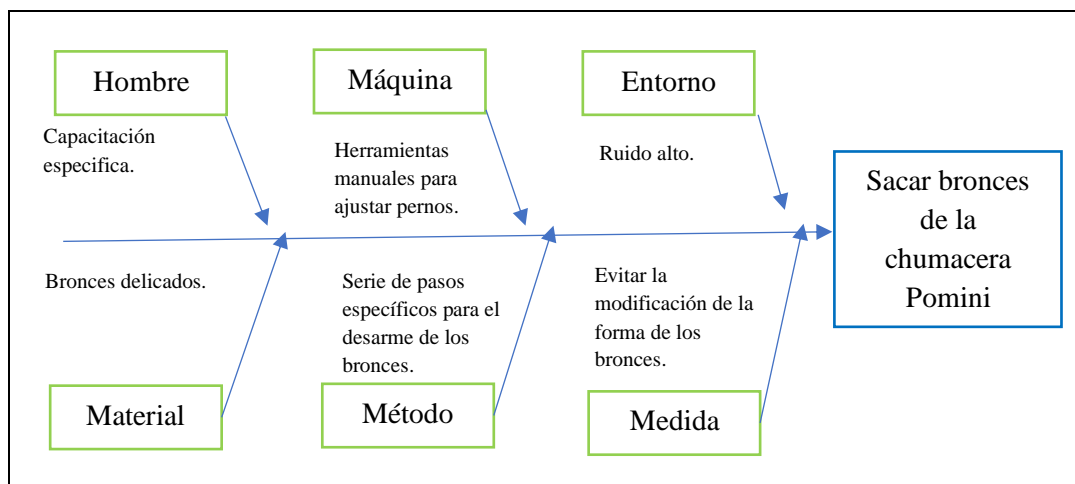 Hombre
Máquina
Entorno
Capacitación
especifica.
Herramientas
manuales para
ajustar pernos.
Ruido alto.
Sacar bronces
de la
chumacera
Pomini
Bronces delicados.
Serie de pasos
específicos para el
desarme de los
bronces.
Evitar la
modificación de la
forma de los
bronces.
Material
Método
Medida